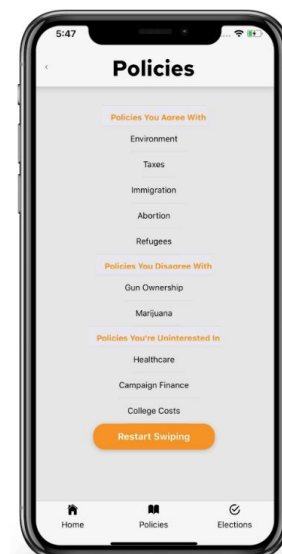 5:47
Policies
Policies You Agree With
Environment
Taxes
Immigration
Abortion
Refugees
Policies You Disagree With
Gun Ownership
Marijuana
Policies You're Uninterested In
Healthcare
Campaign Finance
College Costs
Restart Swiping
Home Policies Elections